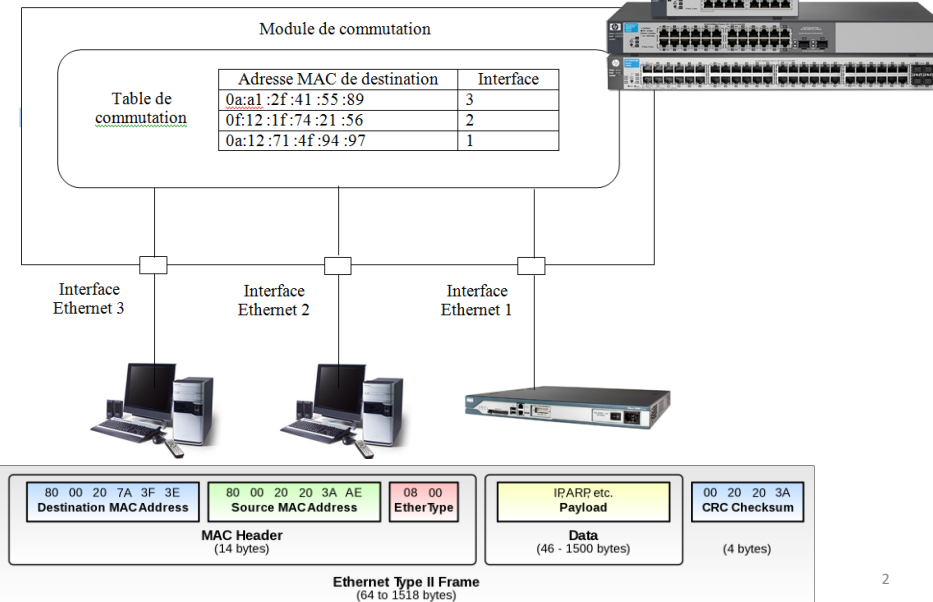 Module de commutation
Table de
commutation
Adresse MAC de destination Interface
0a:a1 :2f :41 :55 :89 3
0f:12 :1f :74 :21 :56 2
0a:12 :71 :4f :94 :97 1
Interface
Ethernet 3
Interface
Ethernet 2
Interface
Ethernet 1
80 00 20 7A 3F 3E
Destination MAC Address
80 00 20 20 3A AE
Source MAC Address
08 00
EtherType
IP, ARP, etc.
Payload
00 20 20 3A
CRC Checksum
MAC Header
(14 bytes)
Data
(46 - 1500 bytes)
(4 bytes)
Ethernet Type II Frame
(64 to 1518 bytes)
2